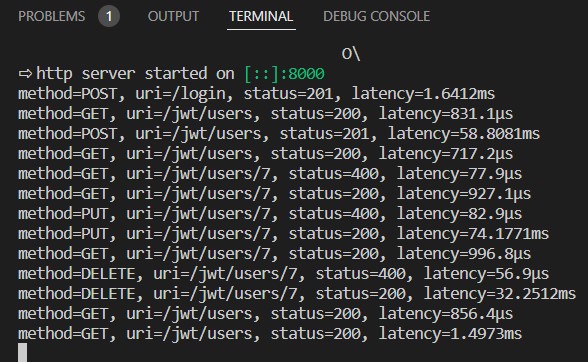 PROBLEMS 1 OUTPUT TERMINAL DEBUG CONSOLE
O\
⇨ http server started on [::]:8000
method=POST, uri=/login, status=201, latency=1.6412ms
method=GET, uri=/jwt/users, status=200, latency=831.1µs
method=POST, uri=/jwt/users, status=201, latency=58.8081ms
method=GET, uri=/jwt/users, status=200, latency=717.2µs
method=GET, uri=/jwt/users/7, status=400, latency=77.9µs
method=GET, uri=/jwt/users/7, status=200, latency=927.1µs
method=PUT, uri=/jwt/users/7, status=400, latency=82.9µs
method=PUT, uri=/jwt/users/7, status=200, latency=74.1771ms
method=GET, uri=/jwt/users/7, status=200, latency=996.8µs
method=DELETE, uri=/jwt/users/7, status=400, latency=56.9µs
method=DELETE, uri=/jwt/users/7, status=200, latency=32.2512ms
method=GET, uri=/jwt/users, status=200, latency=856.4µs
method=GET, uri=/jwt/users, status=200, latency=1.4973ms